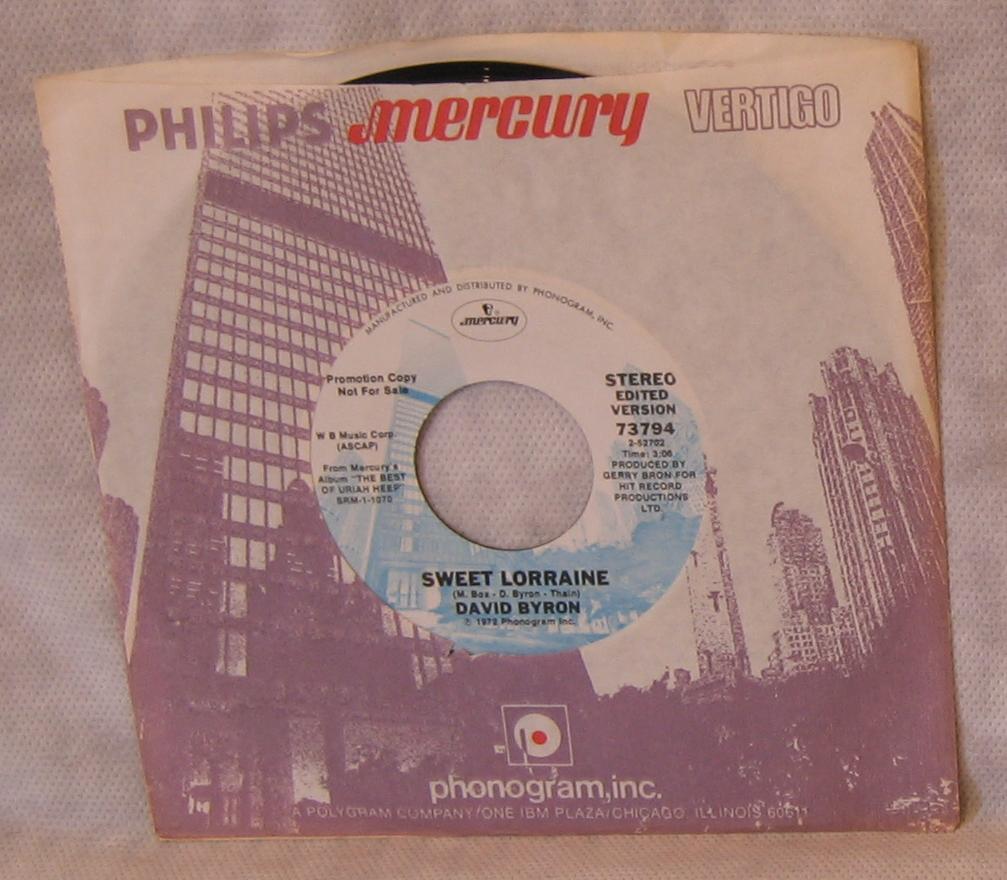 PHILIPS mercury VERTIGO
MANUFACTURED AND DISTRIBUTED BY PHONOGRAM, INC.
mercury
Promotion Copy
Not For Sale
W B Music Corp.
(ASCAP)
From Mercury's
Album "THE BEST
OF URIAH HEEP"
SRM-1-1070
STEREO
EDITED
VERSION
73794
2-52702
Time: 3:06
PRODUCED BY
GERRY BRON FOR
HIT RECORD
PRODUCTIONS
LTD.
SWEET LORRAINE
(M. Box - D. Byron - Thain)
DAVID BYRON
℗ 1972 Phonogram Inc.
phonogram, inc.
A POLYGRAM COMPANY/ONE IBM PLAZA/CHICAGO, ILLINOIS 60611